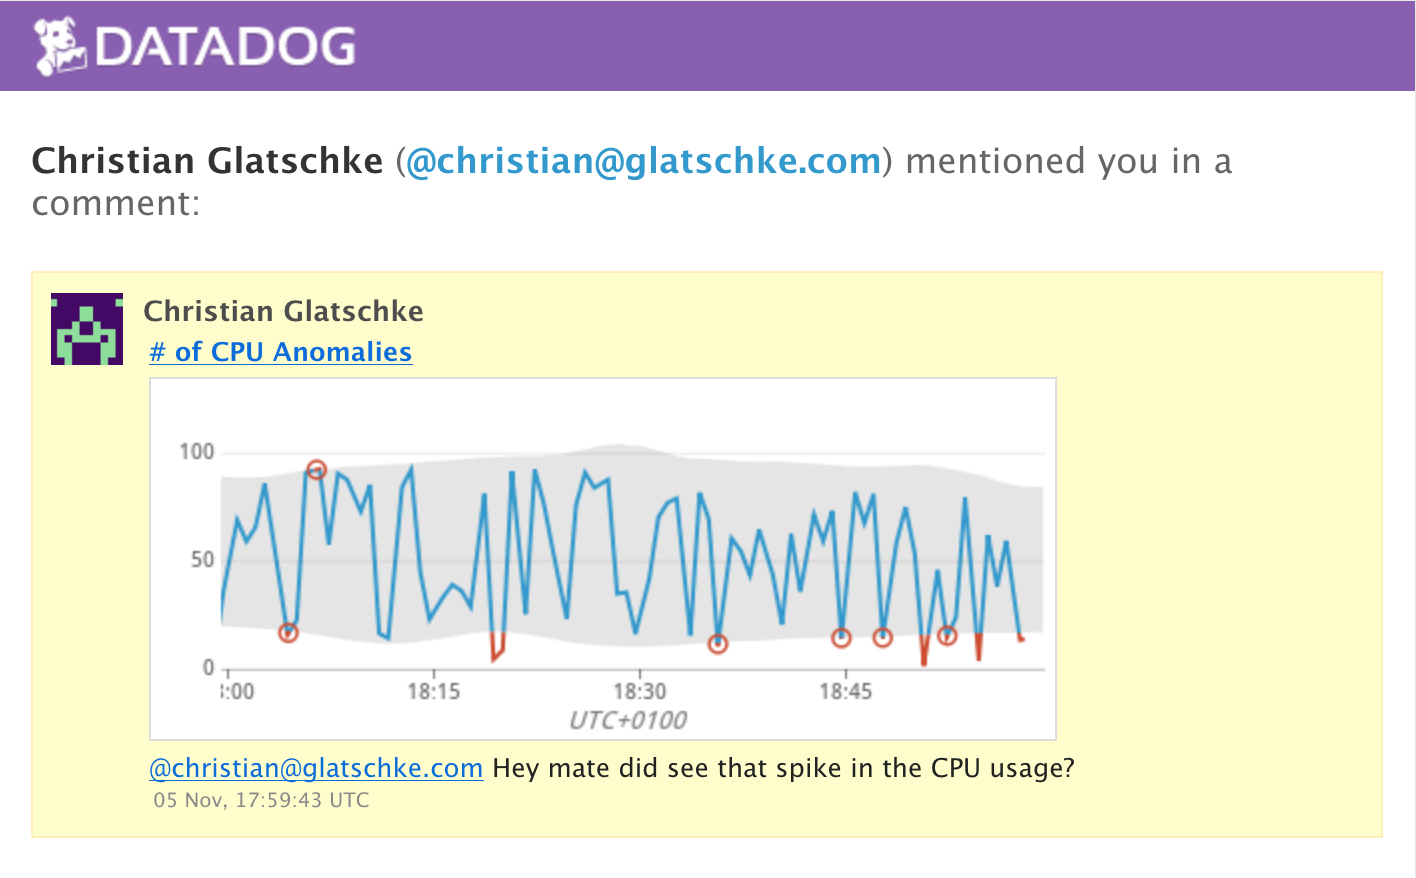 DATADOG
Christian Glatschke (@christian@glatschke.com) mentioned you in a
comment:
Christian Glatschke
# of CPU Anomalies
100
50
0
:00 18:15 18:30 18:45
UTC+0100
@christian@glatschke.com Hey mate did see that spike in the CPU usage?
05 Nov, 17:59:43 UTC